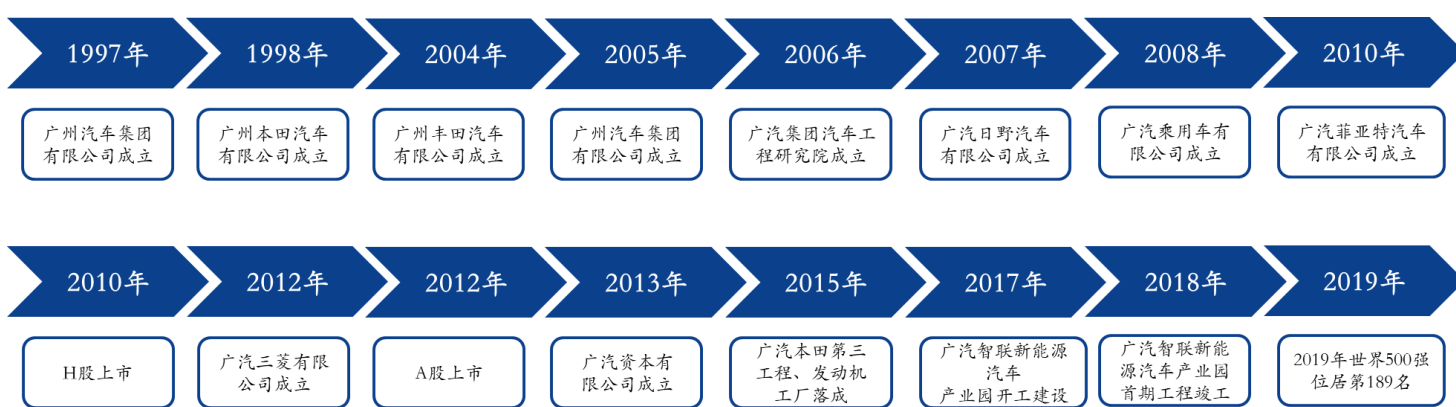 1997年
1998年
2004年
2005年
2006年
2007年
2008年
2010年
广州汽车集团
有限公司成立
广州本田汽车
有限公司成立
广州丰田汽车
有限公司成立
广州汽车集团
有限公司成立
广汽集团汽车工
程研究院成立
广汽日野汽车
有限公司成立
广汽乘用车有
限公司成立
广汽菲亚特汽车
有限公司成立
2010年
2012年
2012年
2013年
2015年
2017年
2018年
2019年
H股上市
广汽三菱有限
公司成立
A股上市
广汽资本有
限公司成立
广汽本田第三
工程、发动机
工厂落成
广汽智联新能源
汽车
产业园开工建设
广汽智联新能
源汽车产业园
首期工程竣工
2019年世界500强
位居第189名